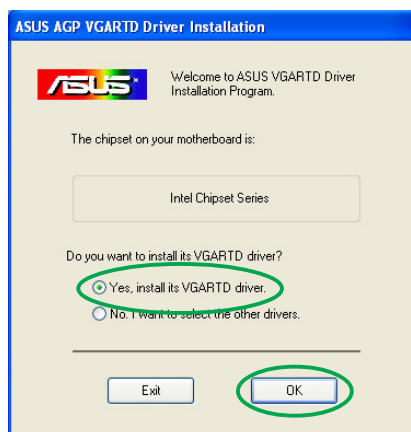 ASUS AGP VGARTD Driver Installation
ASUS
Welcome to ASUS VGARTD Driver
Installation Program.
The chipset on your motherboard is:
Intel Chipset Series
Do you want to install its VGARTD driver?
Yes, install its VGARTD driver.
No. I want to select the other drivers.
Exit
OK